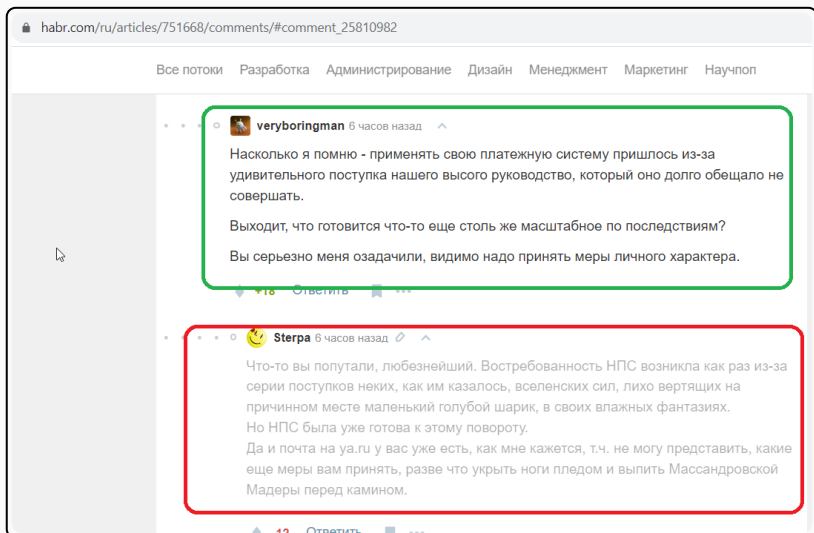 habr.com/ru/articles/751668/comments/#comment_25810982
Все потоки Разработка Администрирование Дизайн Менеджмент Маркетинг Научпоп
veryboringman 6 часов назад
Насколько я помню - применять свою платежную систему пришлось из-за
удивительного поступка нашего высого руководство, который оно долго обещало не
совершать.
Выходит, что готовится что-то еще столь же масштабное по последствиям?
Вы серьезно меня озадачили, видимо надо принять меры личного характера.
+18 Ответить
Sterpa 6 часов назад
Что-то вы попутали, любезнейший. Востребованность НПС возникла как раз из-за
серии поступков неких, как им казалось, вселенских сил, лихо вертящих на
причинном месте маленький голубой шарик, в своих влажных фантазиях.
Но НПС была уже готова к этому повороту.
Да и почта на ya.ru у вас уже есть, как мне кажется, т.ч. не могу представить, какие
еще меры вам принять, разве что укрыть ноги пледом и выпить Массандровской
Мадеры перед камином.
12 Ответить